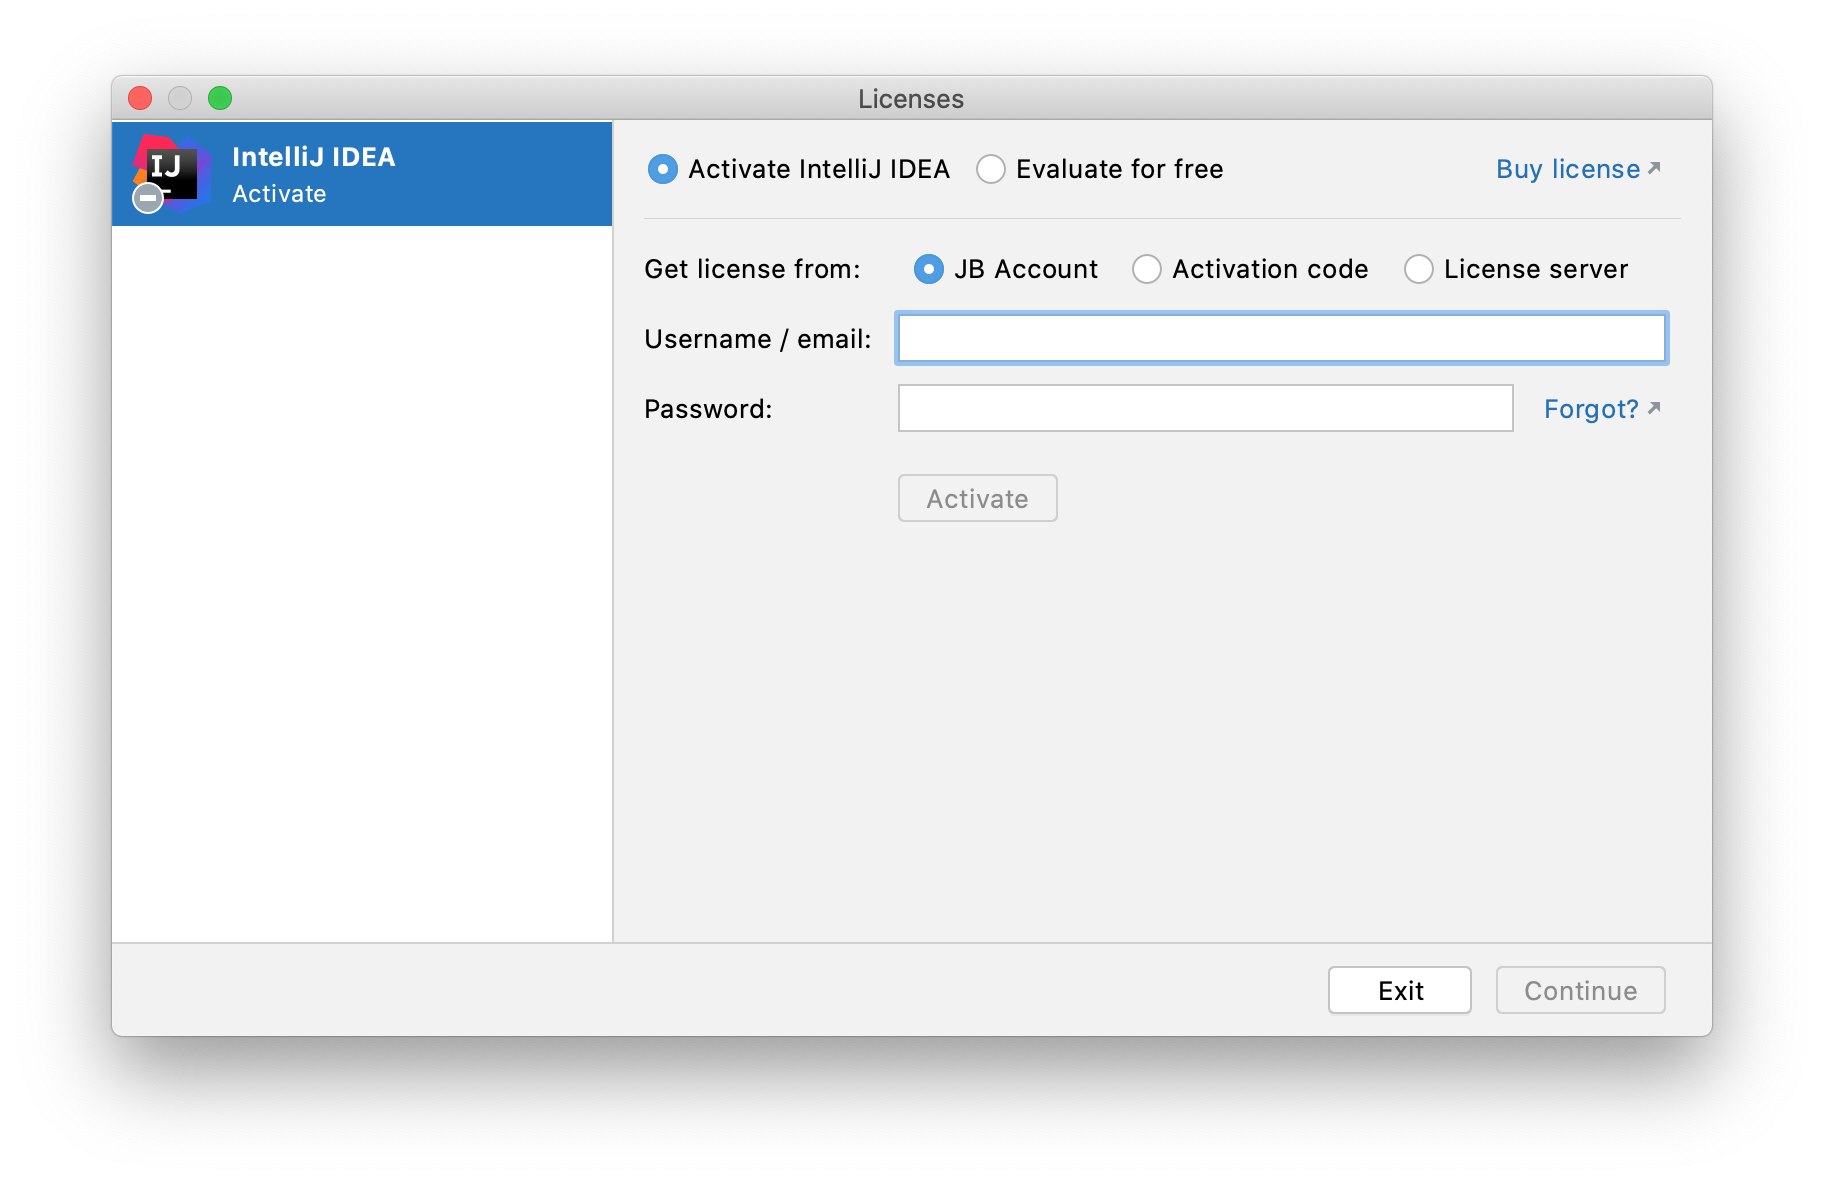 Licenses
IJ
IntelliJ IDEA
Activate
Activate IntelliJ IDEA Evaluate for free Buy license
Get license from: JB Account Activation code License server
Username / email:
Password: Forgot?
Activate
Exit Continue